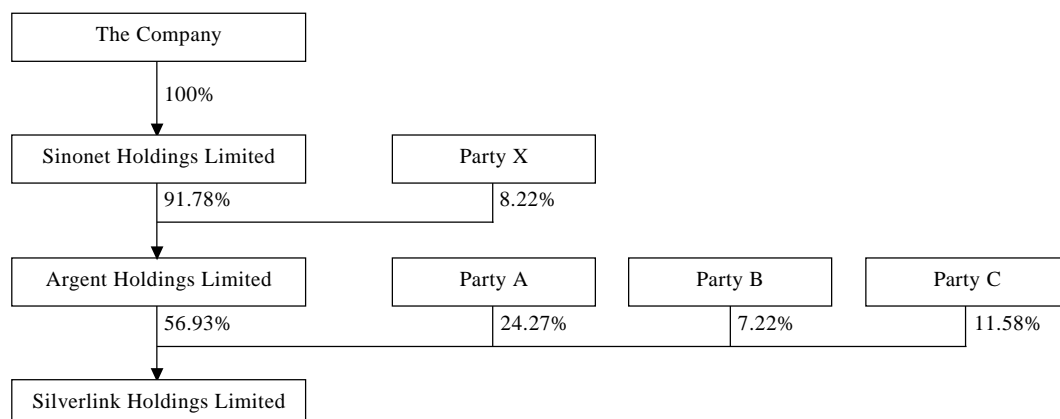 The Company
100%
Sinonet Holdings Limited
Party X
91.78%
8.22%
Argent Holdings Limited
Party A
Party B
Party C
56.93%
24.27%
7.22%
11.58%
Silverlink Holdings Limited